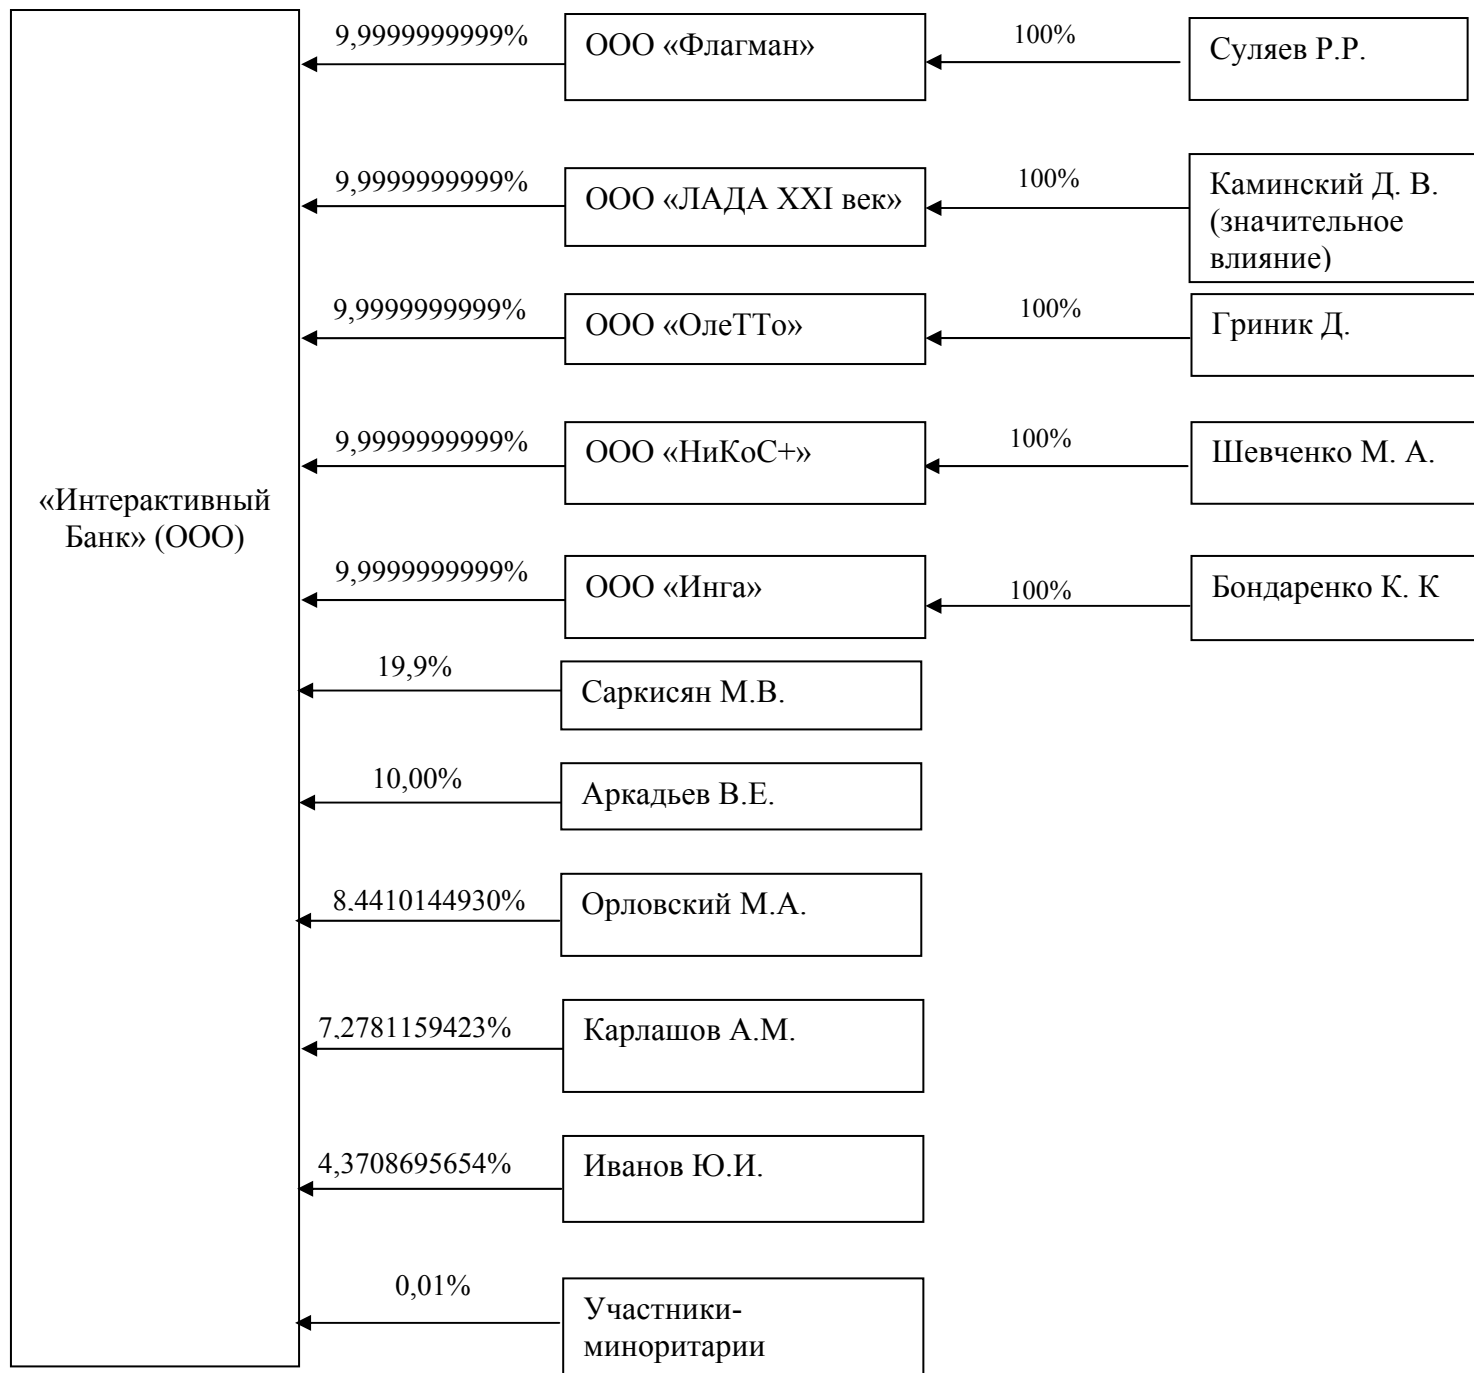 9,9999999999%
ООО «Флагман»
100%
Суляев Р.Р.
9,9999999999%
ООО «ЛАДА XXI век»
100%
Каминский Д. В.
(значительное
влияние)
9,9999999999%
ООО «ОлеТТо»
100%
Гриник Д.
9,9999999999%
ООО «НиКоС+»
100%
Шевченко М. А.
«Интерактивный
Банк» (ООО)
9,9999999999%
ООО «Инга»
100%
Бондаренко К. К
19,9%
Саркисян М.В.
10,00%
Аркадьев В.Е.
8,4410144930%
Орловский М.А.
7,2781159423%
Карлашов А.М.
4,3708695654%
Иванов Ю.И.
0,01%
Участники-
миноритарии